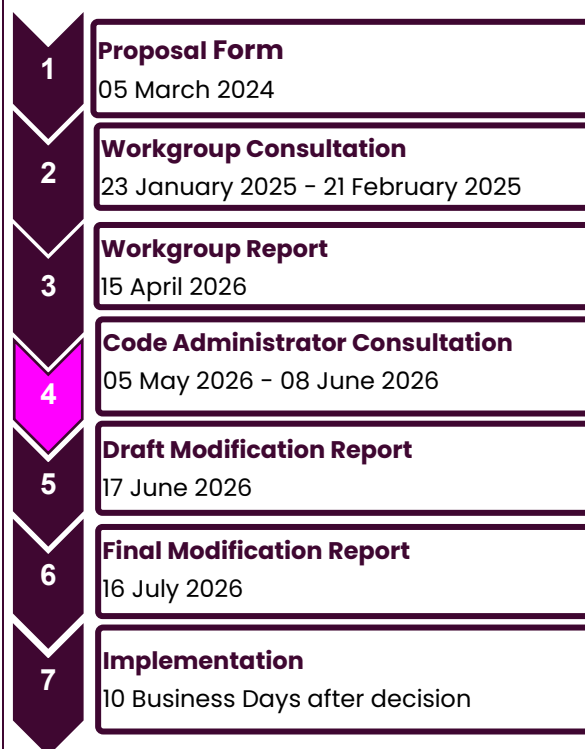 1
Proposal Form
05 March 2024
2
Workgroup Consultation
23 January 2025 - 21 February 2025
3
Workgroup Report
15 April 2026
4
Code Administrator Consultation
05 May 2026 - 08 June 2026
5
Draft Modification Report
17 June 2026
6
Final Modification Report
16 July 2026
7
Implementation
10 Business Days after decision